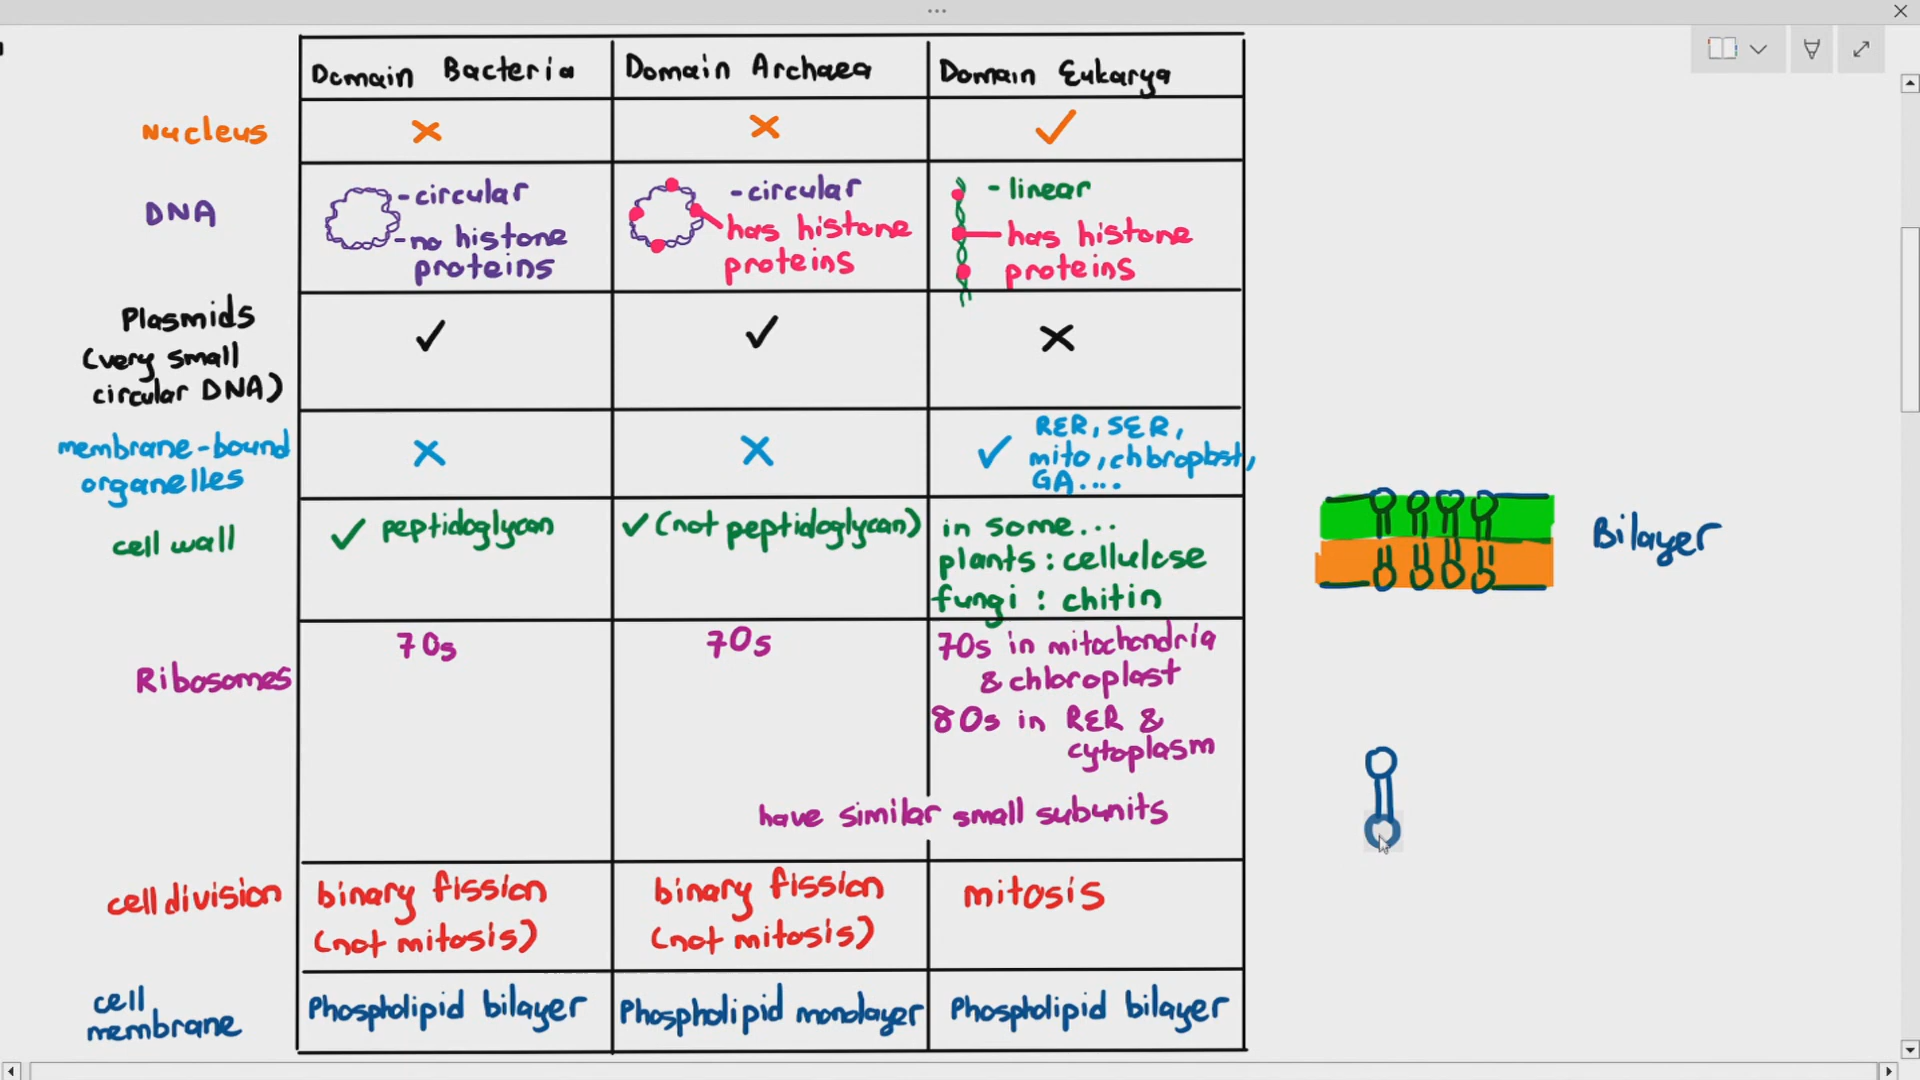 Domain Bacteria
Domain Archaea
Domain Eukarya
Nucleus
DNA
-circular
-no histone
proteins
-circular
has histone
proteins
- linear
has histone
proteins
Plasmids
(very small
circular DNA)
membrane-bound
organelles
RER, SER,
mito, chloroplast,
GA....
cell wall
peptidoglycan
(not peptidoglycan)
in some...
plants : cellulose
fungi : chitin
Bilayer
Ribosomes
70s
70s
70s in mitochondria
& chloroplast
80s in RER &
cytoplasm
have similar small subunits
cell division
binary fission
(not mitosis)
binary fission
(not mitosis)
mitosis
cell
membrane
Phospholipid bilayer
Phospholipid monolayer
Phospholipid bilayer